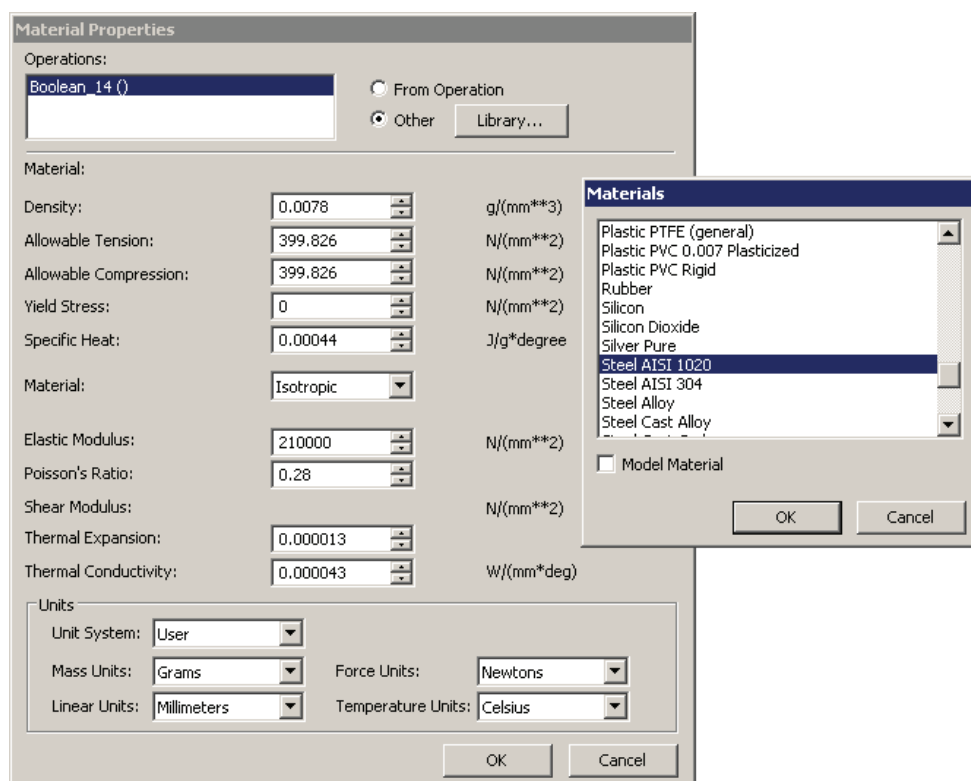 Material Properties
Operations:
Boolean_14 ()
From Operation
Other Library...
Material:
Density: 0.0078 g/(mm**3)
Allowable Tension: 399.826 N/(mm**2)
Allowable Compression: 399.826 N/(mm**2)
Yield Stress: 0 N/(mm**2)
Specific Heat: 0.00044 J/g*degree
Material: Isotropic
Elastic Modulus: 210000 N/(mm**2)
Poisson's Ratio: 0.28
Shear Modulus: N/(mm**2)
Thermal Expansion: 0.000013
Thermal Conductivity: 0.000043 W/(mm*deg)
Units
Unit System: User
Mass Units: Grams Force Units: Newtons
Linear Units: Millimeters Temperature Units: Celsius
OK Cancel
Materials
Plastic PTFE (general)
Plastic PVC 0.007 Plasticized
Plastic PVC Rigid
Rubber
Silicon
Silicon Dioxide
Silver Pure
Steel AISI 1020
Steel AISI 304
Steel Alloy
Steel Cast Alloy
Model Material
OK Cancel